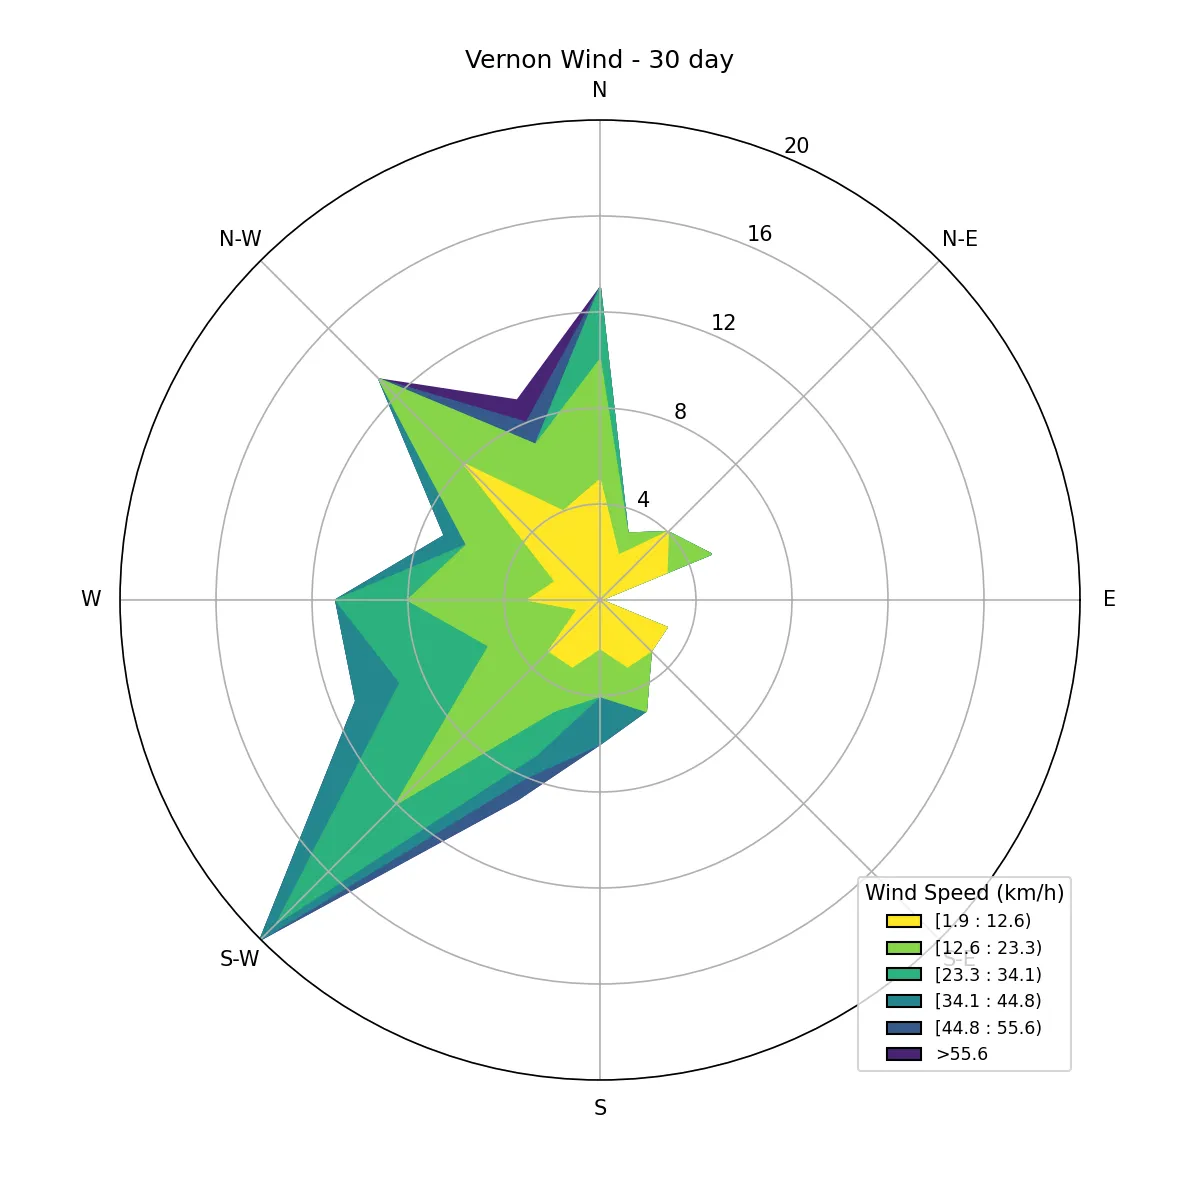 Vernon Wind - 30 day
N
20
N-W
N-E
16
12
8
4
W
E
S-W
S-E
S
Wind Speed (km/h)
[1.9 : 12.6)
[12.6 : 23.3)
[23.3 : 34.1)
[34.1 : 44.8)
[44.8 : 55.6)
>55.6